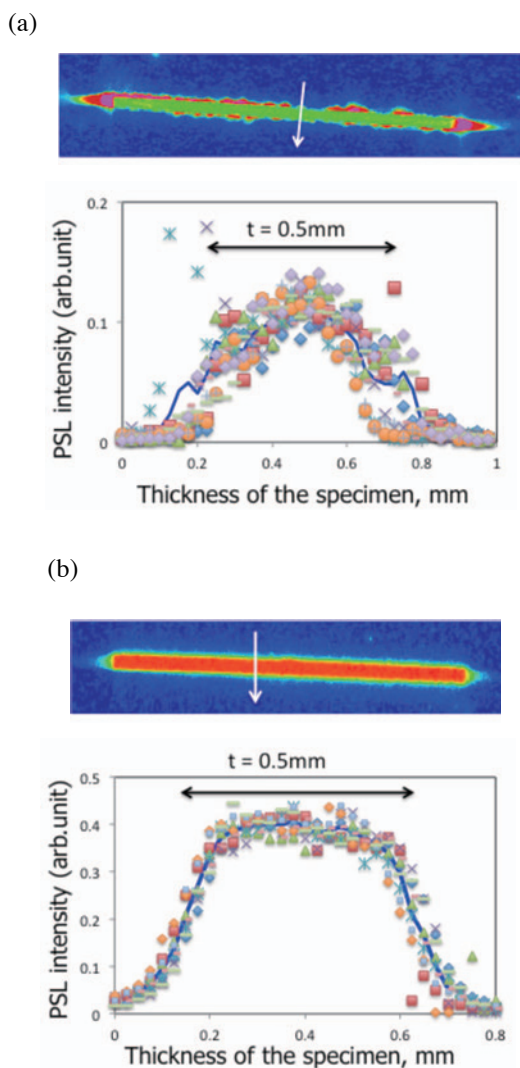 (a)
0.2
t = 0.5mm
0.1
0
PSL intensity (arb.unit)
0 0.2 0.4 0.6 0.8 1
Thickness of the specimen, mm
(b)
0.5
t = 0.5mm
0.4
0.3
0.2
0.1
0
PSL intensity (arb.unit)
0 0.2 0.4 0.6 0.8
Thickness of the specimen, mm